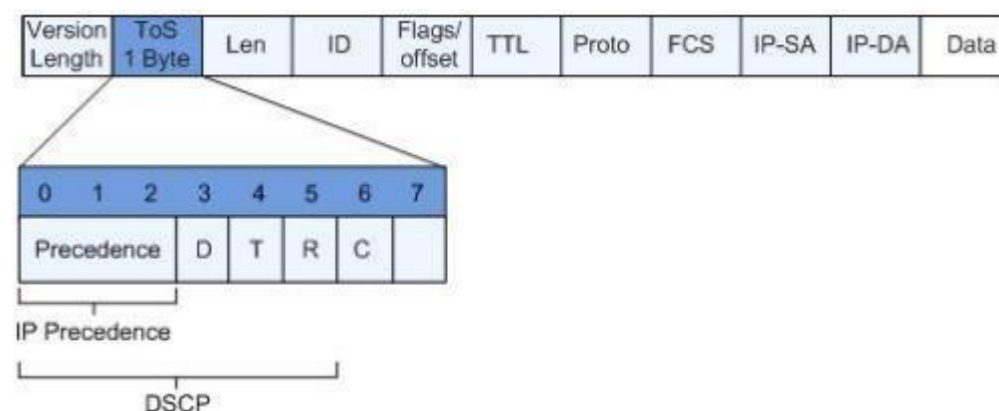 Version Length ToS 1 Byte Len ID Flags/ offset TTL Proto FCS IP-SA IP-DA Data
0 1 2 3 4 5 6 7
Precedence D T R C
IP Precedence
DSCP